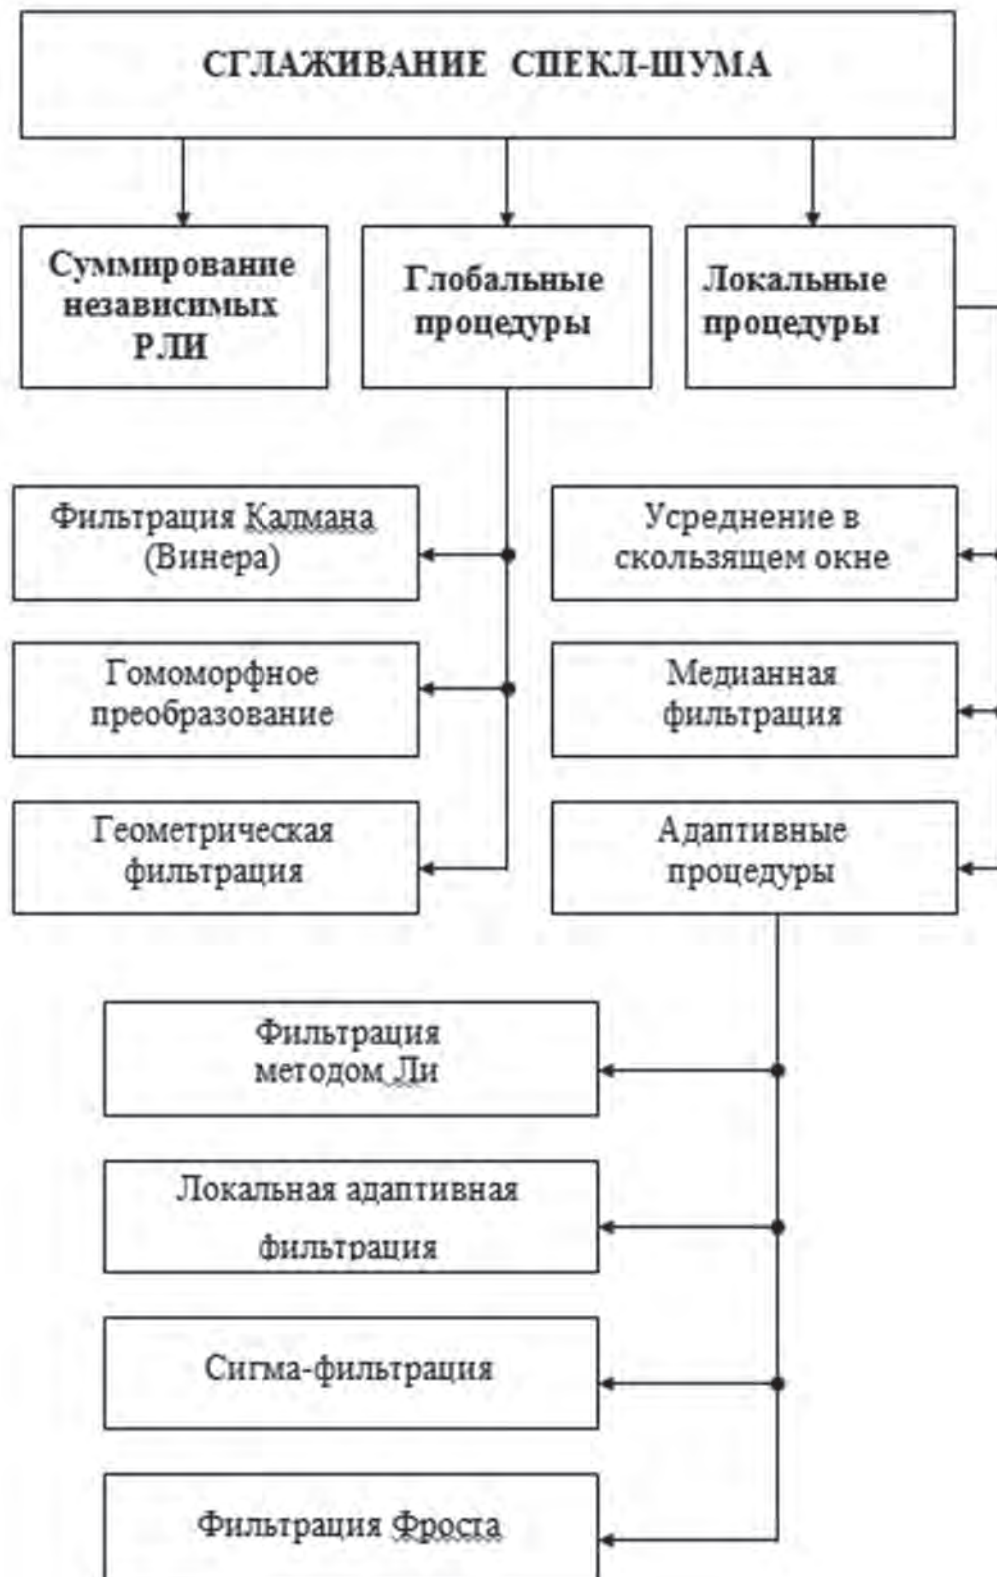 СГЛАЖИВАНИЕ СПЕКЛ-ШУМА
Суммирование
независимых
РЛИ
Глобальные
процедуры
Локальные
процедуры
Фильтрация Калмана
(Винера)
Усреднение в
скользящем окне
Гомоморфное
преобразование
Медианная
фильтрация
Геометрическая
фильтрация
Адаптивные
процедуры
Фильтрация
методом Ли
Локальная адаптивная
фильтрация
Сигма-фильтрация
Фильтрация Фроста